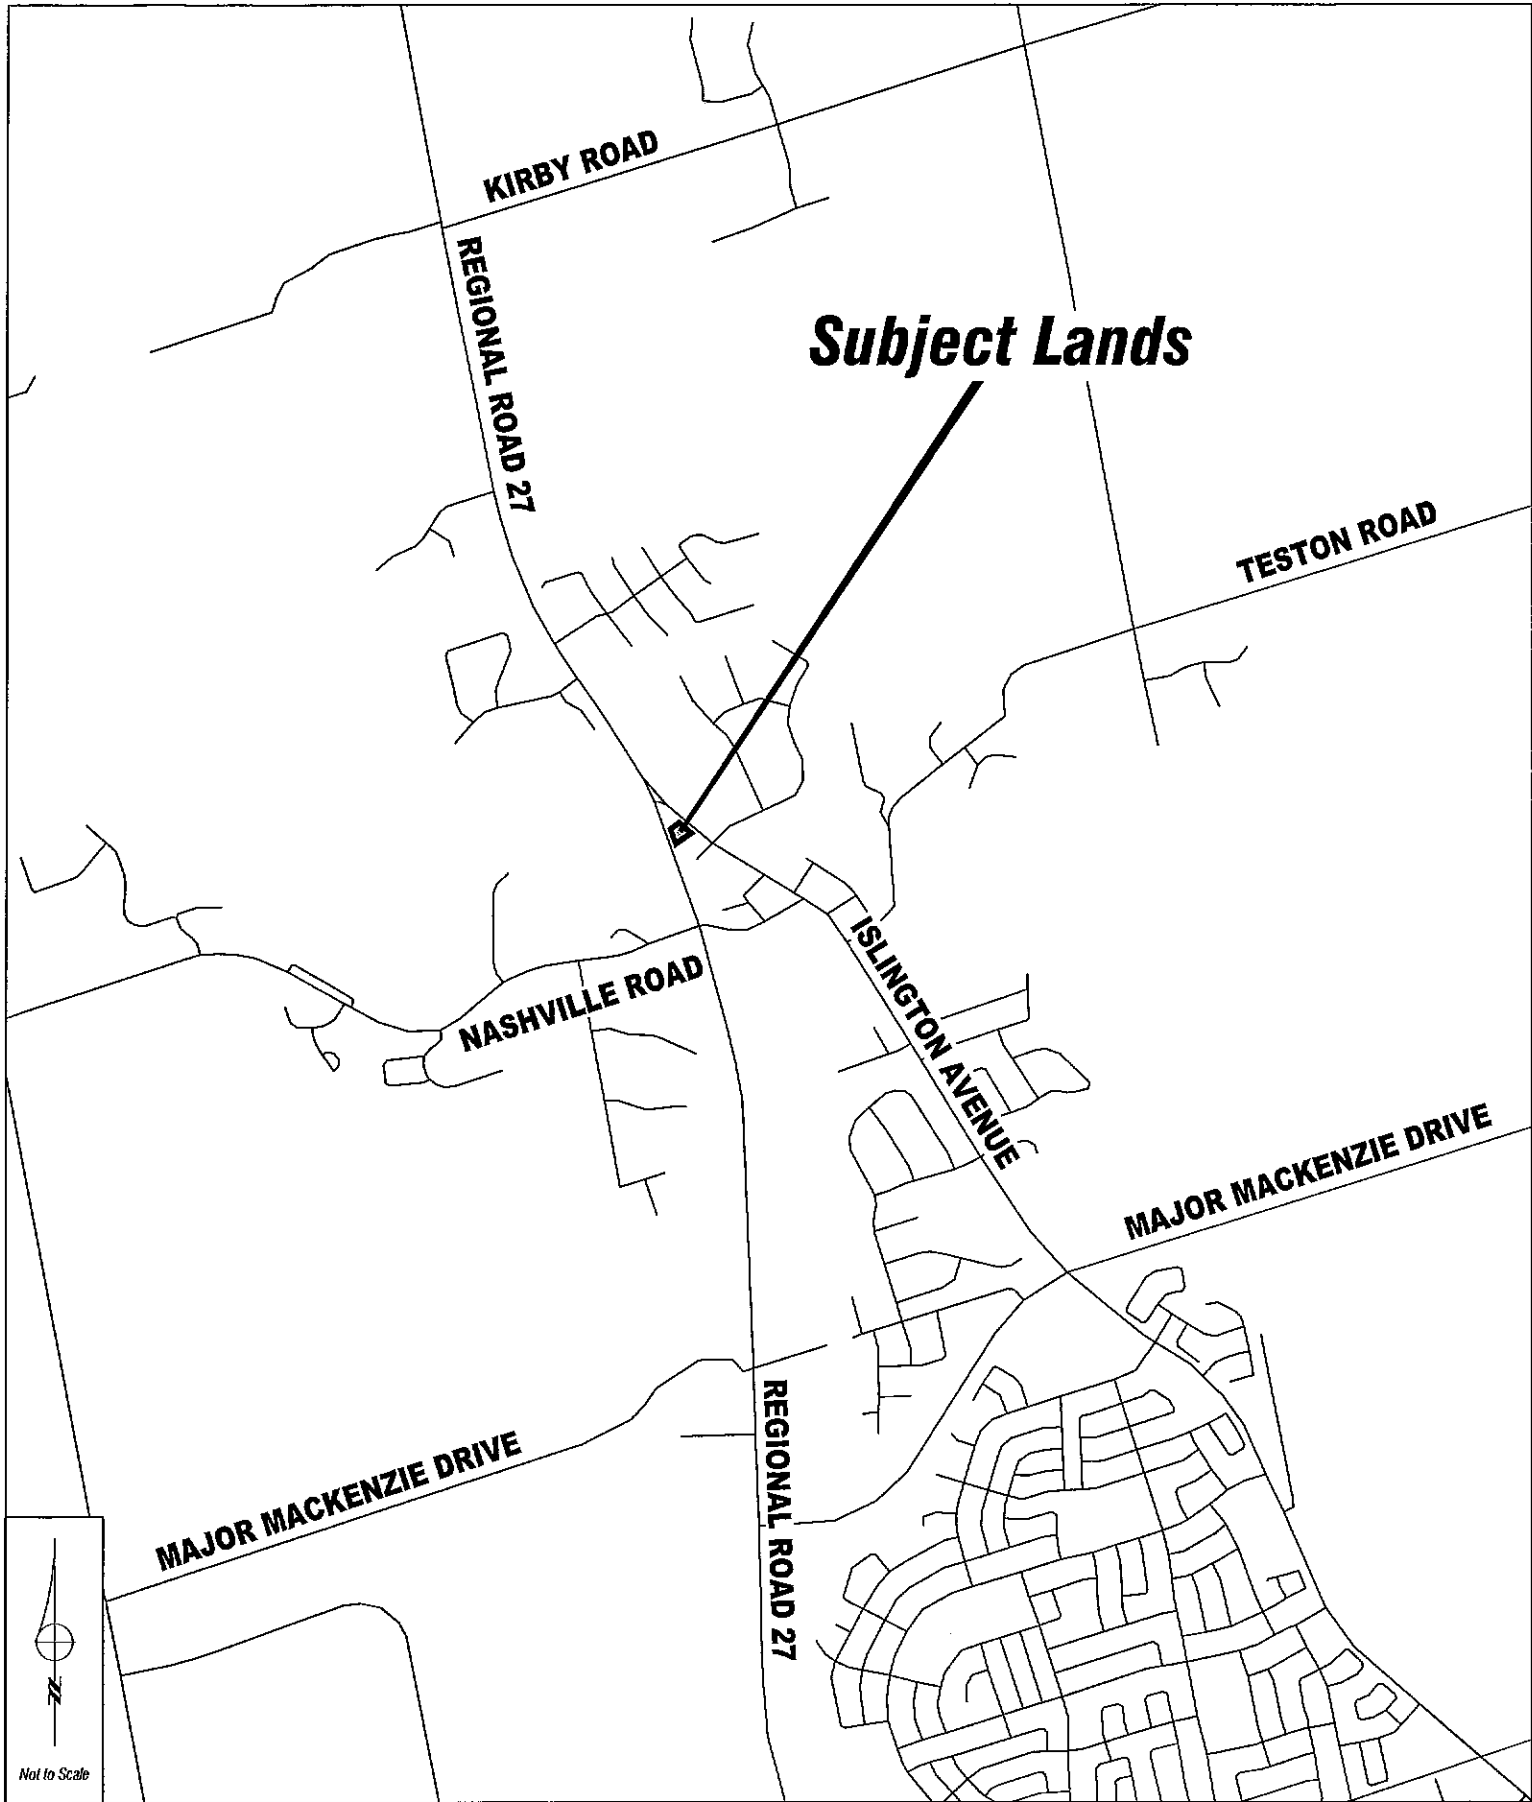 KIRBY ROAD
REGIONAL ROAD 27
Subject Lands
TESTON ROAD
ISLINGTON AVENUE
NASHVILLE ROAD
MAJOR MACKENZIE DRIVE
REGIONAL ROAD 27
MAJOR MACKENZIE DRIVE
N
Not to Scale